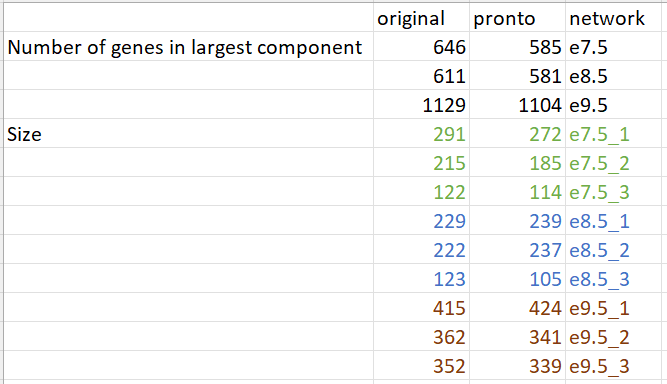 original pronto network
Number of genes in largest component 646 585 e7.5
611 581 e8.5
1129 1104 e9.5
Size 291 272 e7.5_1
215 185 e7.5_2
122 114 e7.5_3
229 239 e8.5_1
222 237 e8.5_2
123 105 e8.5_3
415 424 e9.5_1
362 341 e9.5_2
352 339 e9.5_3